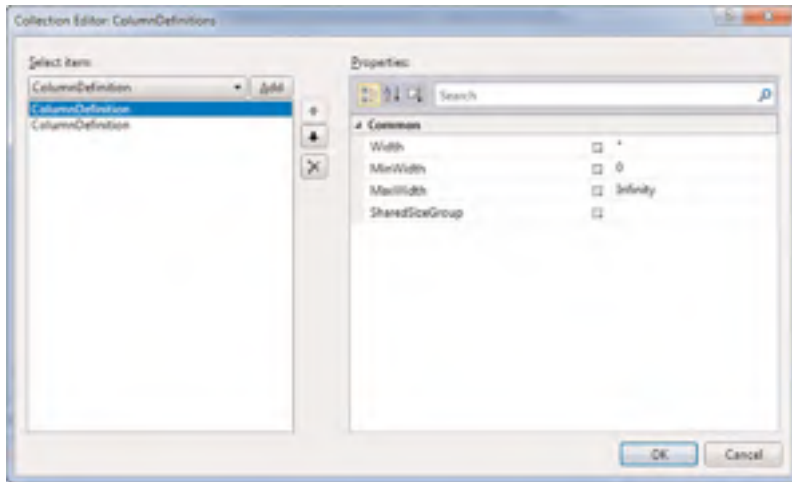 Collection Editor: ColumnDefinitions
Select item:
ColumnDefinition
Add
ColumnDefinition
ColumnDefinition
Properties:
Search
Common
Width *
MinWidth 0
MaxWidth Infinity
SharedSizeGroup
OK Cancel